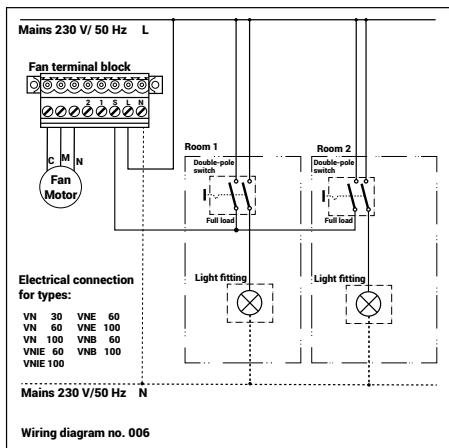 Mains 230 V/ 50 Hz L
Fan terminal block
2 1 S L N
C M N
Fan
Motor
Room 1
Double-pole
switch
Full load
Light fitting
Room 2
Double-pole
switch
Full load
Light fitting
Electrical connection
for types:
VN 30 VNE 60
VN 60 VNE 100
VN 100 VNB 60
VNIE 60 VNB 100
VNIE 100
Mains 230 V/50 Hz N
Wiring diagram no. 006